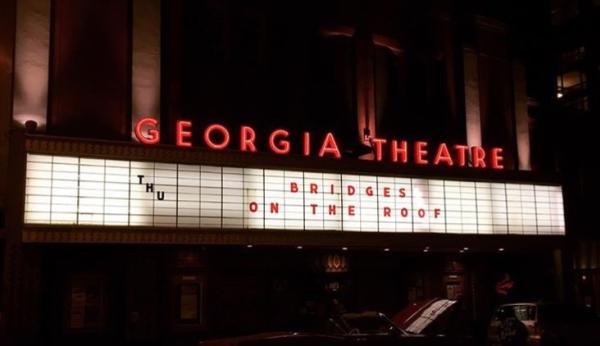 GEORGIA THEATRE
THU
BRIDGES
ON THE ROOF